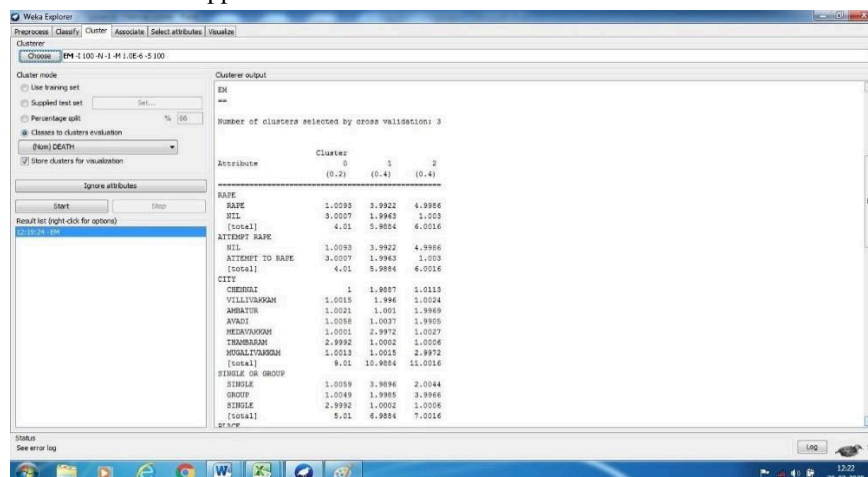 Weka Explorer
Preprocess Classify Cluster Associate Select attributes Visualize
Clusterer
Choose EM -I 100 -N -1 -M 1.0E-6 -S 100
Cluster mode
Use training set
Supplied test set Set...
Percentage split % 66
Classes to clusters evaluation
(Num) DEATH
Store clusters for visualization
Ignore attributes
Start Stop
Result list (right-click for options)
12:19:24 - EM
Clusterer output
EM
==
Number of clusters selected by cross validation: 3
Cluster
Attribute 0 1 2
(0.2) (0.4) (0.4)
RAPE
RAPE 1.0093 3.9922 4.9986
NIL 3.0007 1.9963 1.003
[total] 4.01 5.9884 6.0016
ATTEMPT RAPE
NIL 1.0093 3.9922 4.9986
ATTEMPT TO RAPE 3.0007 1.9963 1.003
[total] 4.01 5.9884 6.0016
CITY
CHENNAI 1 1.9887 1.0113
VILLIVAKKAM 1.0015 1.996 1.0024
AMBATUR 1.0021 1.001 1.9969
AVADI 1.0058 1.0037 1.9905
MEDAVAKKAM 1.0001 2.9972 1.0027
THAMBARAM 2.9992 1.0002 1.0006
MUGALIVAKKAM 1.0013 1.0015 2.9972
[total] 9.01 10.9884 11.0016
SINGLE OR GROUP
SINGLE 1.0059 3.9896 2.0044
GROUP 1.0049 1.9985 3.9966
SINGLE 2.9992 1.0002 1.0006
[total] 5.01 6.9884 7.0016
PLACE
Status
See error log
Log
12:22